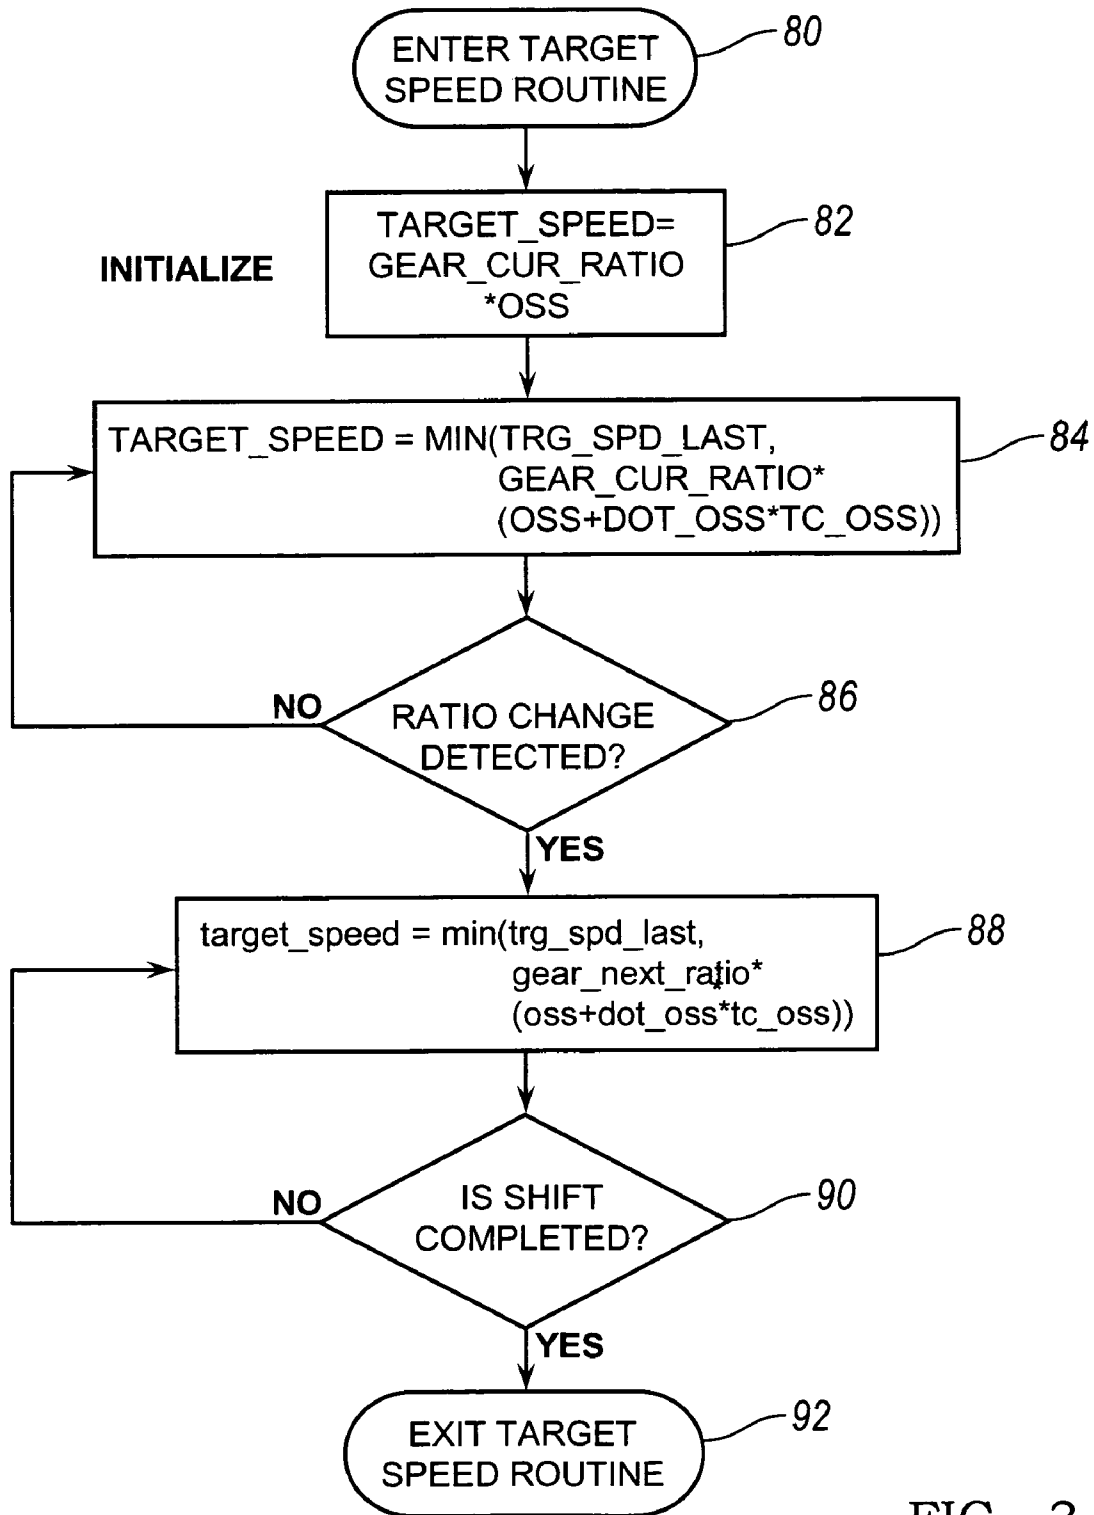 ENTER TARGET
SPEED ROUTINE
80
TARGET_SPEED=
GEAR_CUR_RATIO
*OSS
82
INITIALIZE
TARGET_SPEED = MIN(TRG_SPD_LAST,
GEAR_CUR_RATIO*
(OSS+DOT_OSS*TC_OSS))
84
RATIO CHANGE
DETECTED?
86
NO
YES
target_speed = min(trg_spd_last,
gear_next_ratio*
(oss+dot_oss*tc_oss))
88
IS SHIFT
COMPLETED?
90
NO
YES
EXIT TARGET
SPEED ROUTINE
92